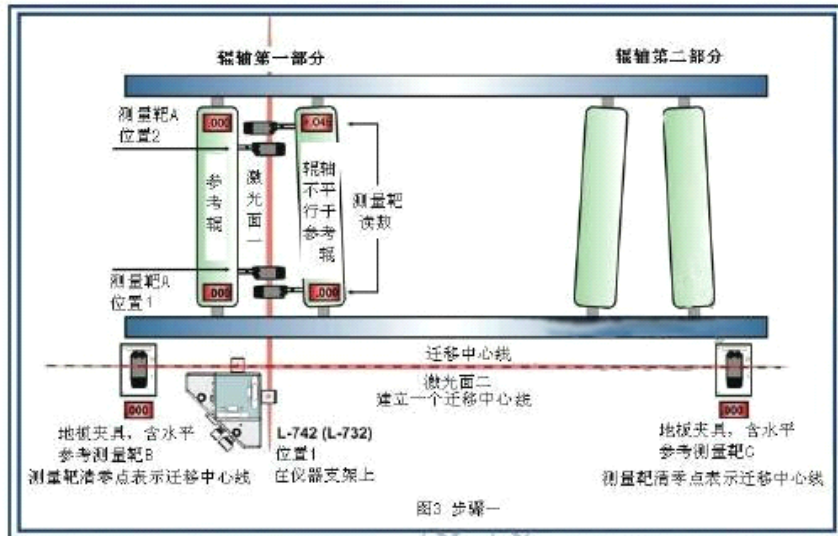 辊轴第一部分
辊轴第二部分
测量靶A
位置2
.000
.045
参考辊
激光面一
辊轴不平行于参考辊
测量靶
读数
测量靶A
位置1
.000
.000
迁移中心线
激光面二
建立一个迁移中心线
000
000
地板夹具，含水平
参考测量靶B
测量靶清零点表示迁移中心线
L-742 (L-732)
位置1
在仪器支架上
地板夹具，含水平
参考测量靶C
测量靶清零点表示迁移中心线
图3 步骤一